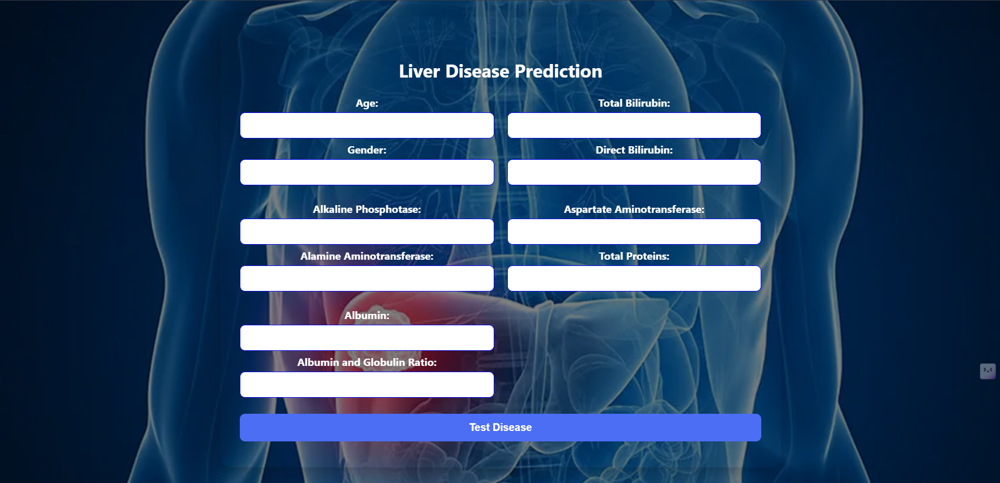 Liver Disease Prediction
Age:
Total Bilirubin:
Gender:
Direct Bilirubin:
Alkaline Phosphotase:
Aspartate Aminotransferase:
Alamine Aminotransferase:
Total Proteins:
Albumin:
Albumin and Globulin Ratio:
Test Disease